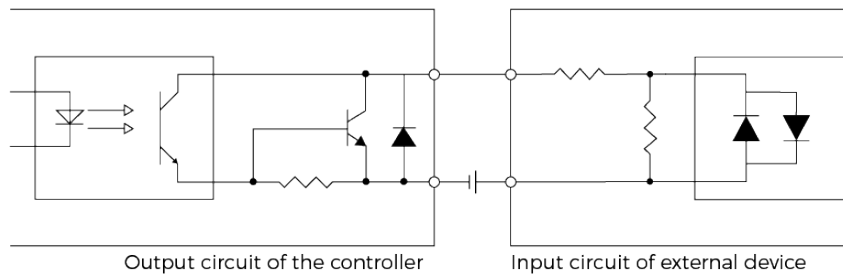 Output circuit of the controller
Input circuit of external device